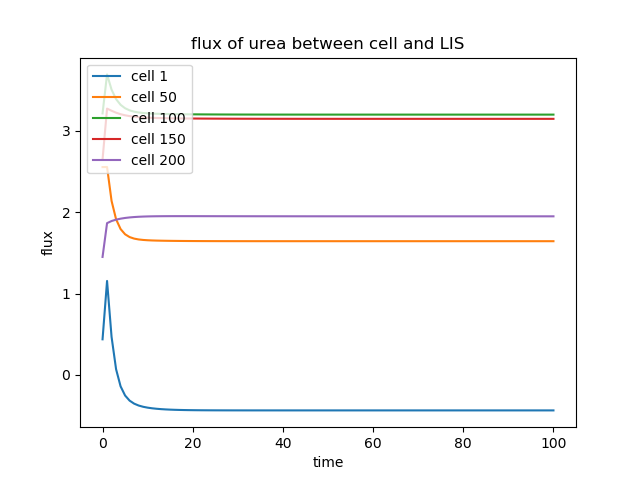 flux of urea between cell and LIS
cell 1
cell 50
cell 100
cell 150
cell 200
3
2
1
0
flux
0 20 40 60 80 100
time